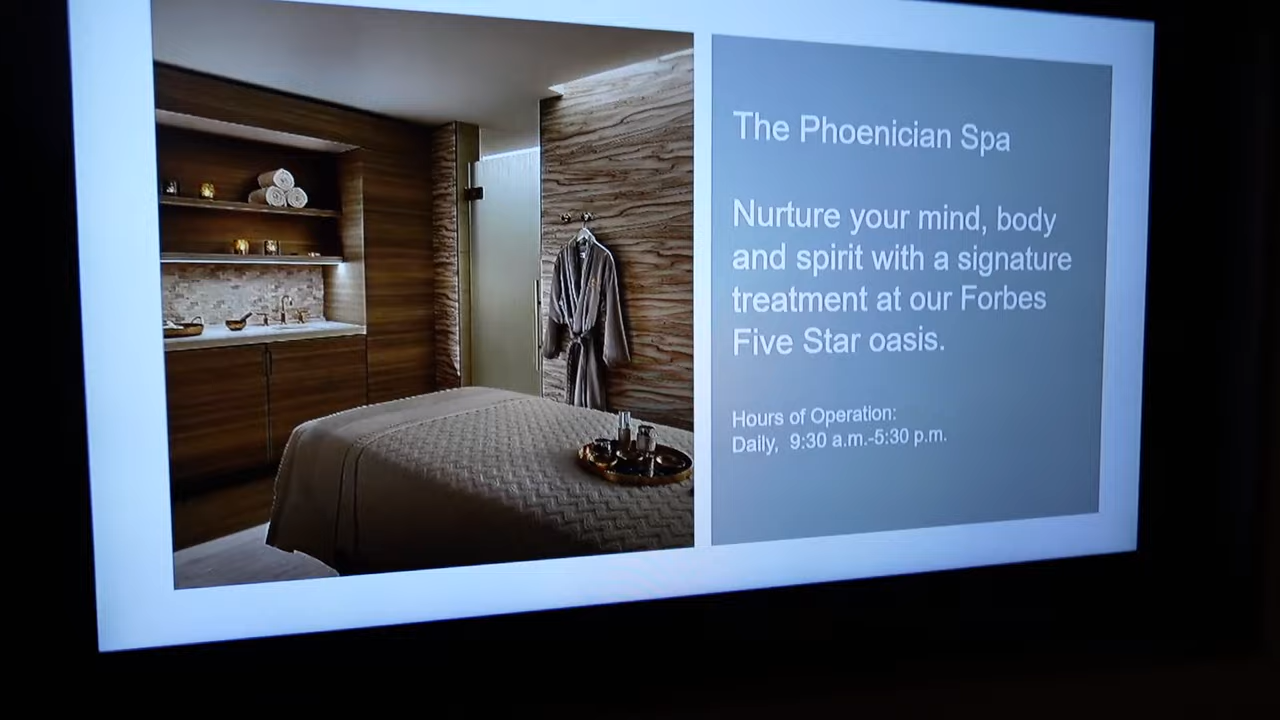 The Phoenician Spa
Nurture your mind, body
and spirit with a signature
treatment at our Forbes
Five Star oasis.
Hours of Operation:
Daily, 9:30 a.m.-5:30 p.m.